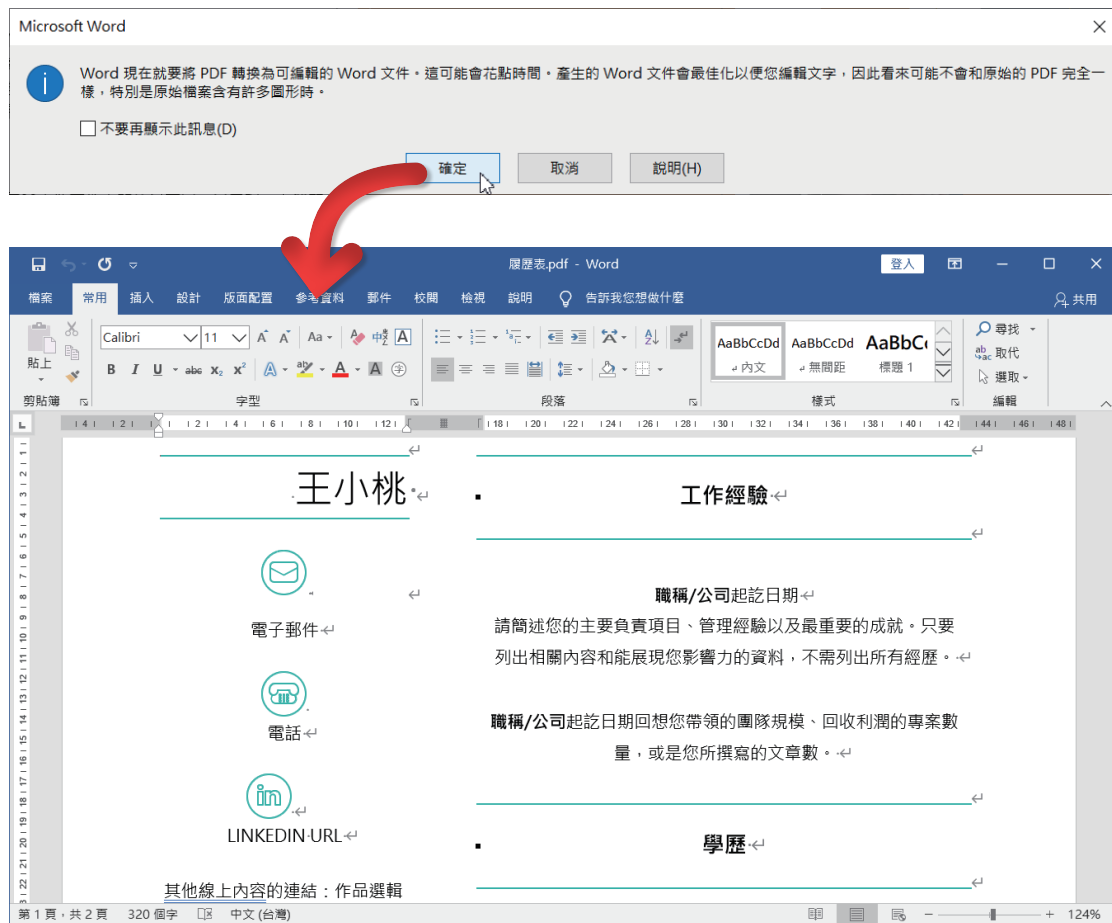 Microsoft Word
Word 現在就要將 PDF 轉換為可編輯的 Word 文件。這可能會花點時間。產生的 Word 文件會最佳化以便您編輯文字，因此看來可能不會和原始的 PDF 完全一
樣，特別是原始檔案含有許多圖形時。
不要再顯示此訊息(D)
確定 取消 說明(H)
履歷表.pdf - Word 登入
檔案 常用 插入 設計 版面配置 參考資料 郵件 校閱 檢視 說明 告訴我您想做什麼 共用
貼上 Calibri 11 Aa 中 A
B I U abc x₂ x² A aby A A 字
AaBbCcDd AaBbCcDd AaBbC
內文 無間距 標題 1
尋找
取代
選取
剪貼簿 字型 段落 樣式 編輯
王小桃
電子郵件
電話
in
LINKEDIN URL
其他線上內容的連結：作品選輯
工作經驗
職稱/公司起訖日期
請簡述您的主要負責項目、管理經驗以及最重要的成就。只要
列出相關內容和能展現您影響力的資料，不需列出所有經歷。
職稱/公司起訖日期回想您帶領的團隊規模、回收利潤的專案數
量，或是您所撰寫的文章數。
學歷
第 1 頁，共 2 頁 320 個字 中文 (台灣) 124%